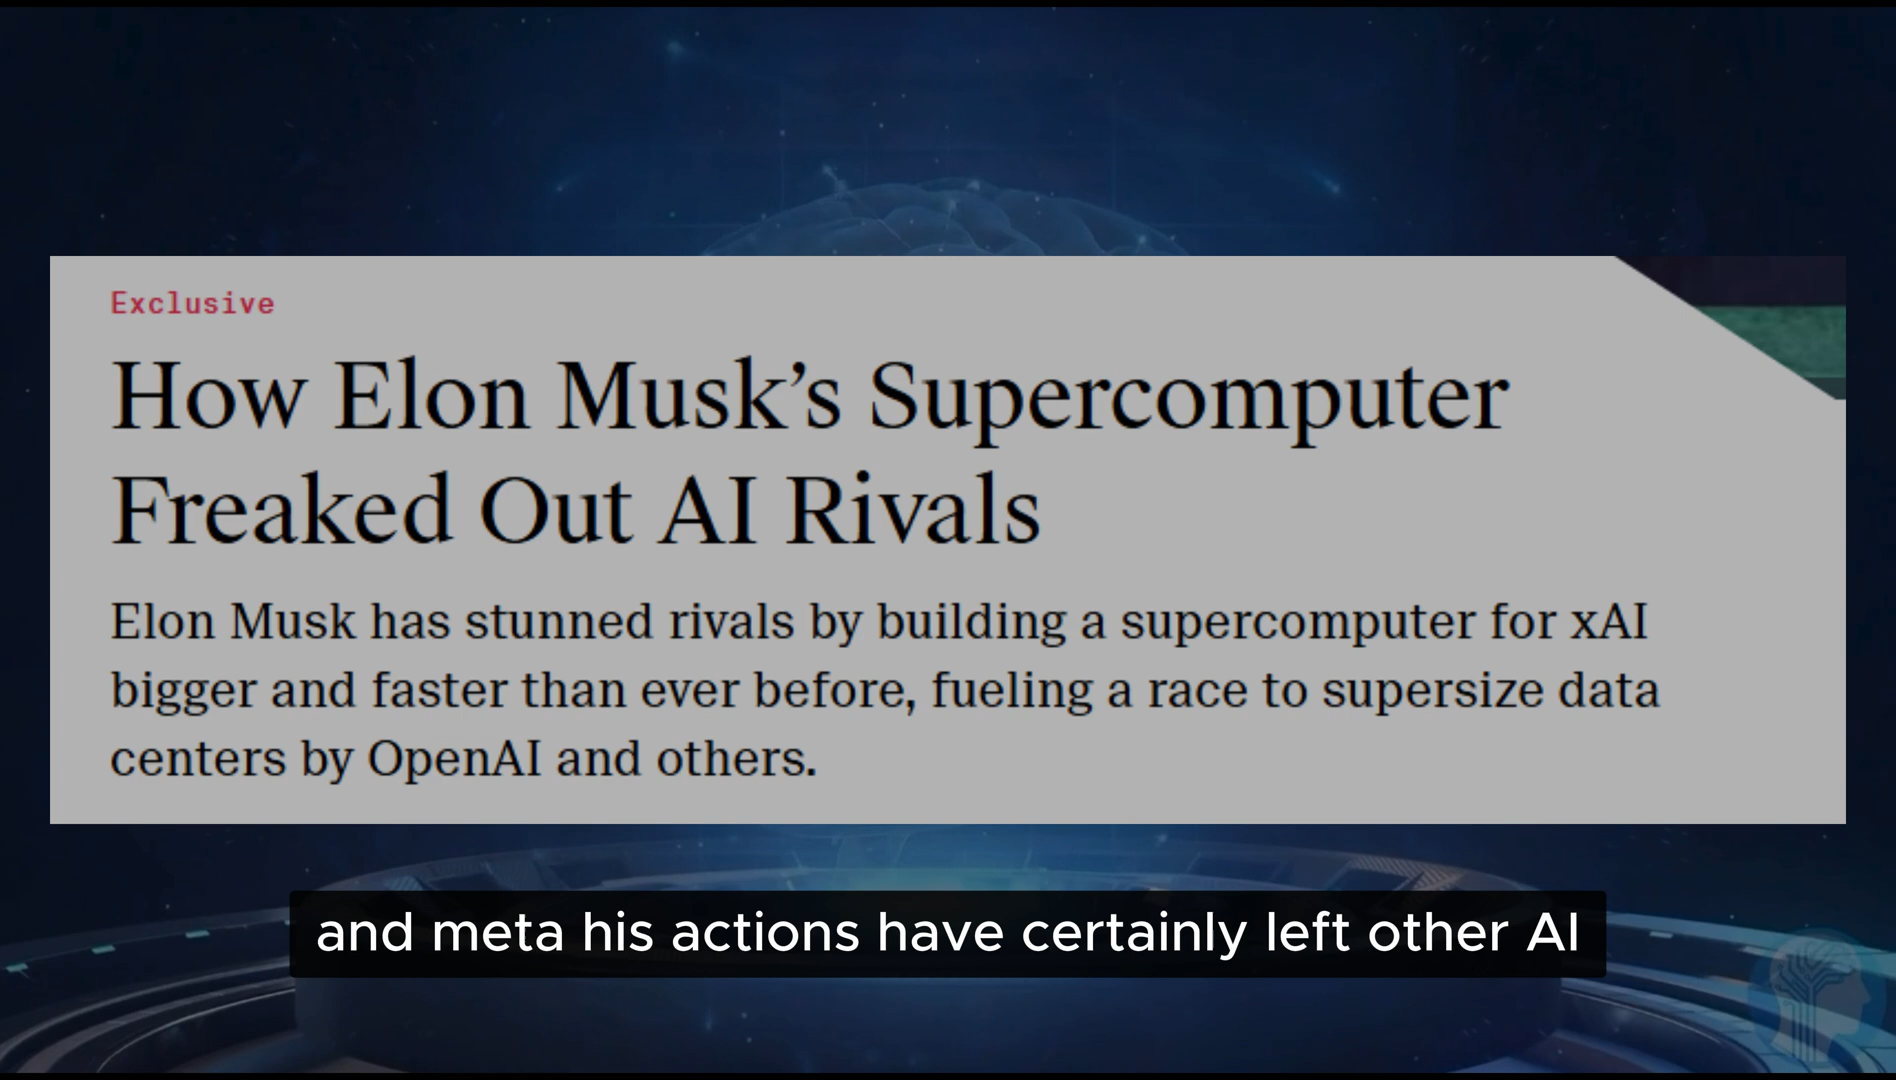 Exclusive
How Elon Musk’s Supercomputer
Freaked Out AI Rivals
Elon Musk has stunned rivals by building a supercomputer for xAI
bigger and faster than ever before, fueling a race to supersize data
centers by OpenAI and others.
and meta his actions have certainly left other AI